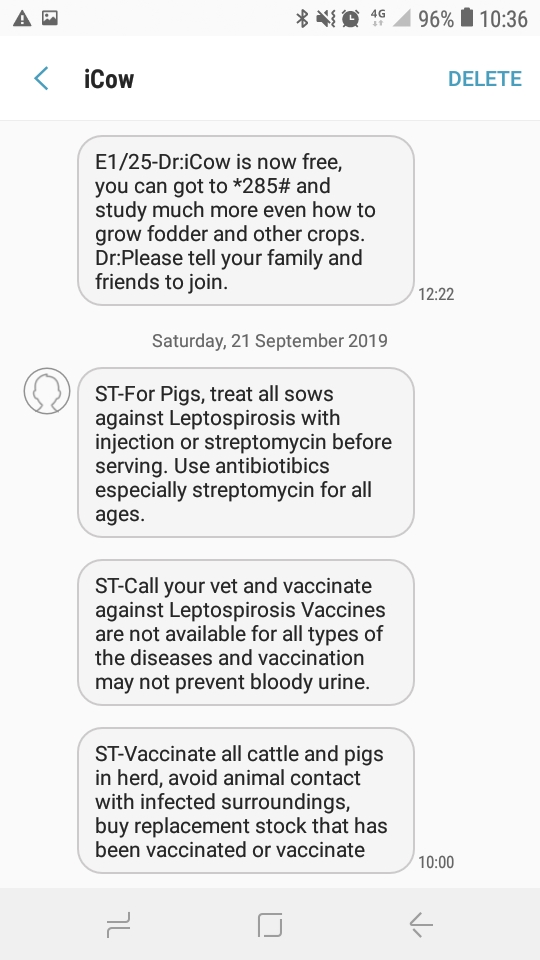 4G 96% 10:36
iCow DELETE
E1/25-Dr:iCow is now free,
you can got to *285# and
study much more even how to
grow fodder and other crops.
Dr:Please tell your family and
friends to join.
12:22
Saturday, 21 September 2019
ST-For Pigs, treat all sows
against Leptospirosis with
injection or streptomycin before
serving. Use antibiotibics
especially streptomycin for all
ages.
ST-Call your vet and vaccinate
against Leptospirosis Vaccines
are not available for all types of
the diseases and vaccination
may not prevent bloody urine.
ST-Vaccinate all cattle and pigs
in herd, avoid animal contact
with infected surroundings,
buy replacement stock that has
been vaccinated or vaccinate
10:00